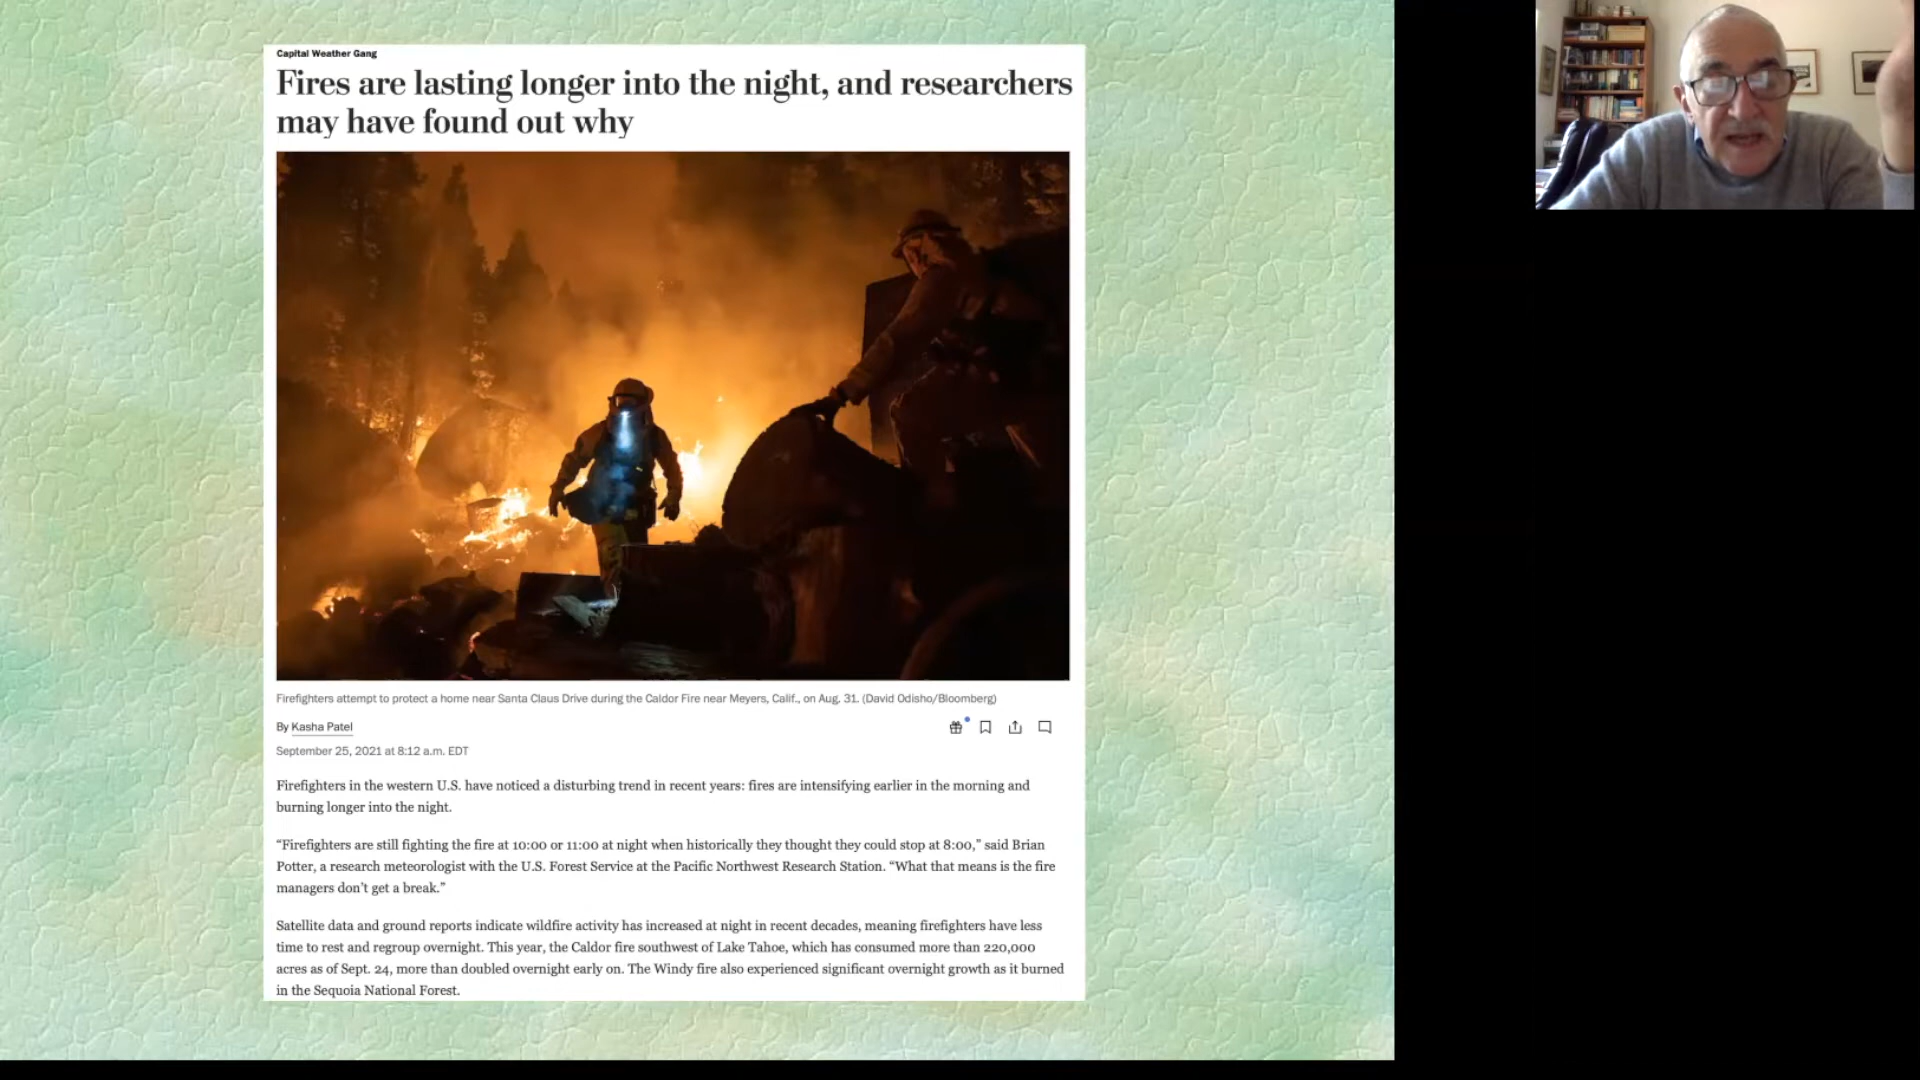 Capital Weather Gang
Fires are lasting longer into the night, and researchers
may have found out why
Firefighters attempt to protect a home near Santa Claus Drive during the Caldor Fire near Meyers, Calif., on Aug. 31. (David Odisho/Bloomberg)
By Kasha Patel
September 25, 2021 at 8:12 a.m. EDT
Firefighters in the western U.S. have noticed a disturbing trend in recent years: fires are intensifying earlier in the morning and
burning longer into the night.
“Firefighters are still fighting the fire at 10:00 or 11:00 at night when historically they thought they could stop at 8:00,” said Brian
Potter, a research meteorologist with the U.S. Forest Service at the Pacific Northwest Research Station. “What that means is the fire
managers don’t get a break.”
Satellite data and ground reports indicate wildfire activity has increased at night in recent decades, meaning firefighters have less
time to rest and regroup overnight. This year, the Caldor fire southwest of Lake Tahoe, which has consumed more than 220,000
acres as of Sept. 24, more than doubled overnight early on. The Windy fire also experienced significant overnight growth as it burned
in the Sequoia National Forest.